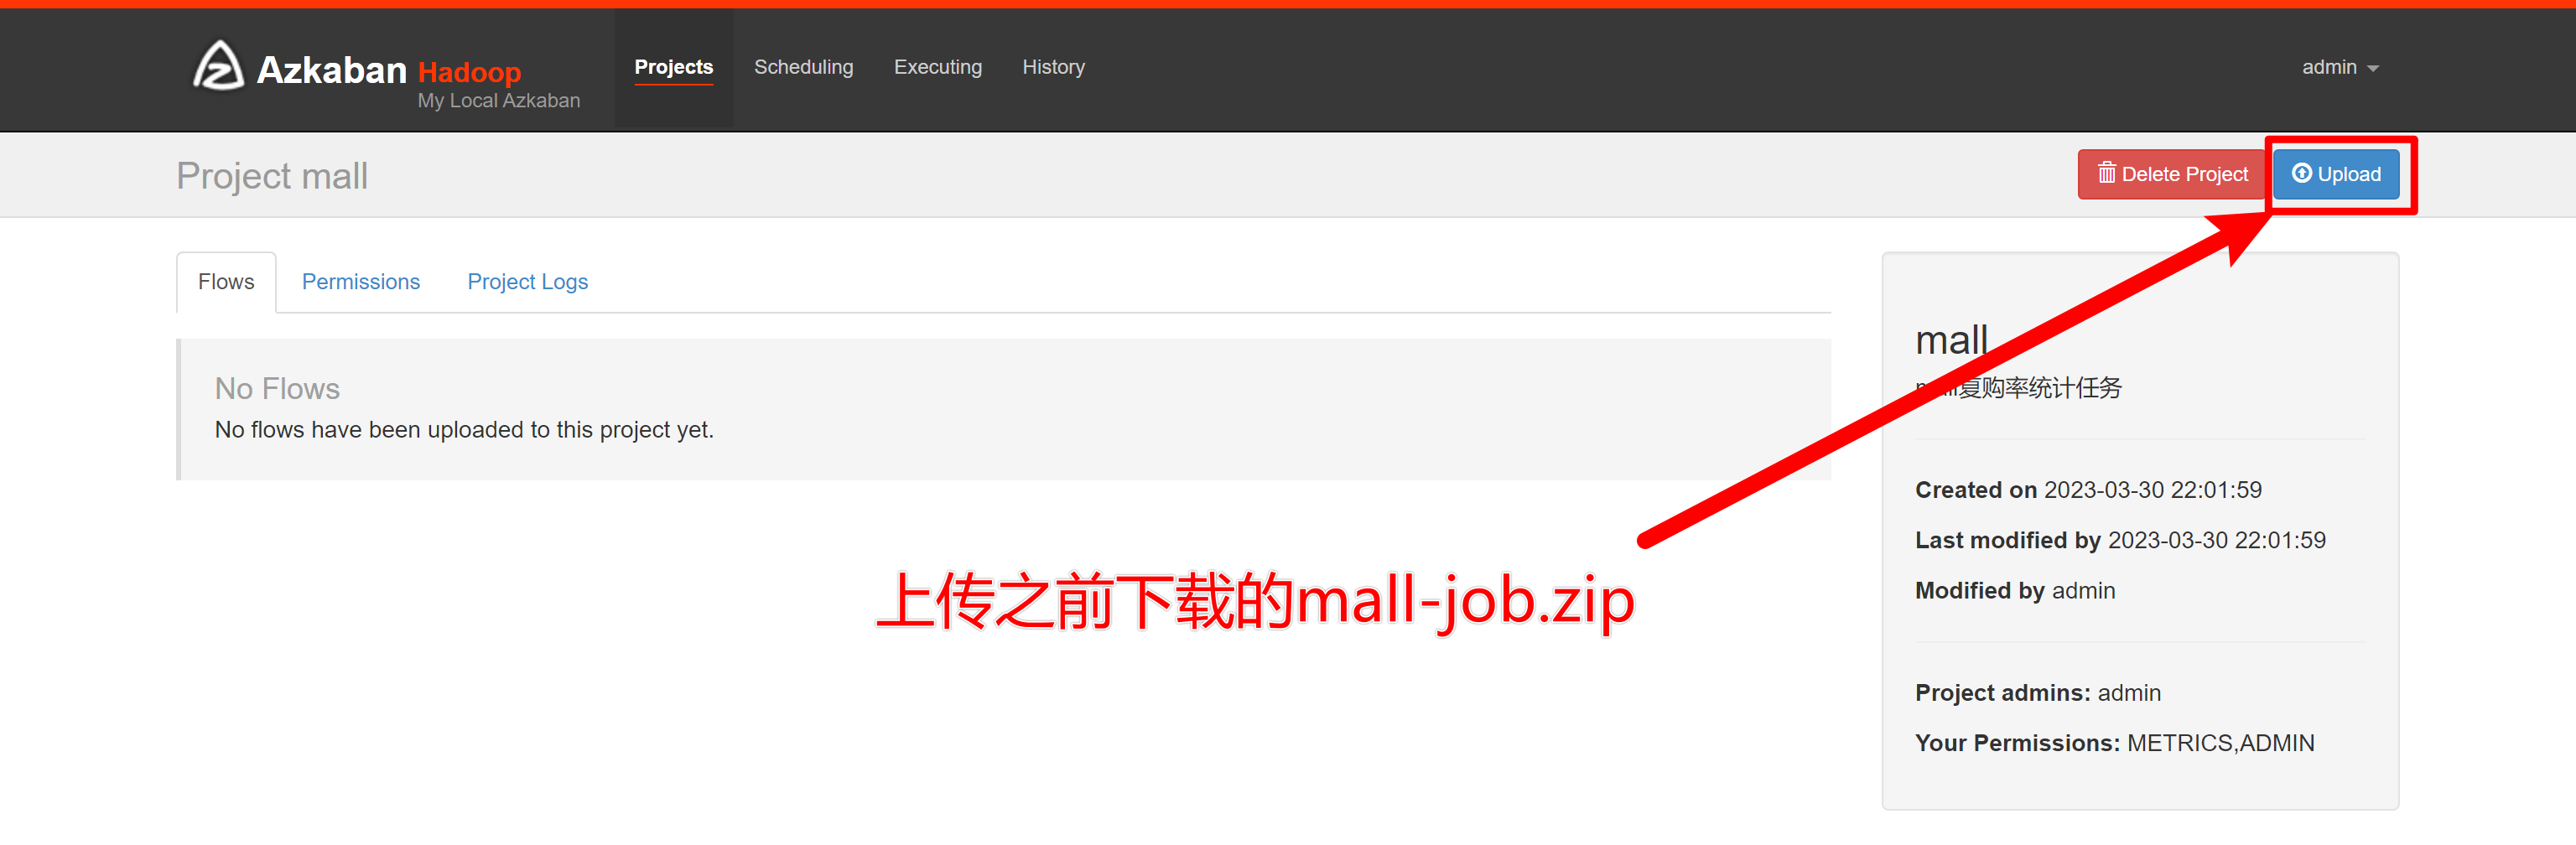 Azkaban Hadoop
My Local Azkaban
Projects
Scheduling
Executing
History
admin
Project mall
Delete Project
Upload
Flows
Permissions
Project Logs
No Flows
No flows have been uploaded to this project yet.
mall
复购率统计任务
Created on 2023-03-30 22:01:59
Last modified by 2023-03-30 22:01:59
Modified by admin
Project admins: admin
Your Permissions: METRICS,ADMIN
上传之前下载的mall-job.zip